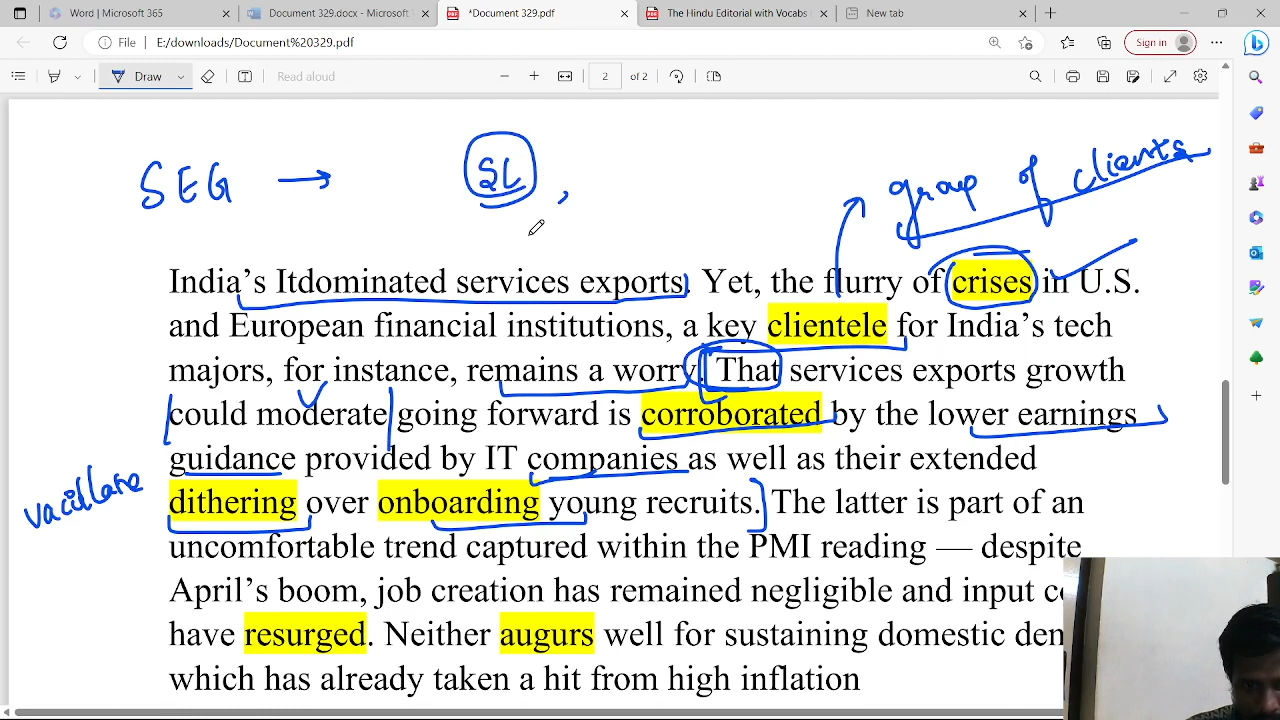 Word | Microsoft 365
Document 329.docx - Microsoft
*Document 329.pdf
The Hindu Editorial with Vocabs
New tab
File
E:/downloads/Document%20329.pdf
Sign in
Draw
Read aloud
2
of 2
SEG →
SL,
group of clients
India's Itdominated services exports. Yet, the flurry of crises in U.S.
and European financial institutions, a key clientele for India's tech
majors, for instance, remains a worry. That services exports growth
could moderate going forward is corroborated by the lower earnings
guidance provided by IT companies as well as their extended
vacillate
dithering over onboarding young recruits. The latter is part of an
uncomfortable trend captured within the PMI reading — despite
April's boom, job creation has remained negligible and input
have resurged. Neither augurs well for sustaining domestic
which has already taken a hit from high inflation